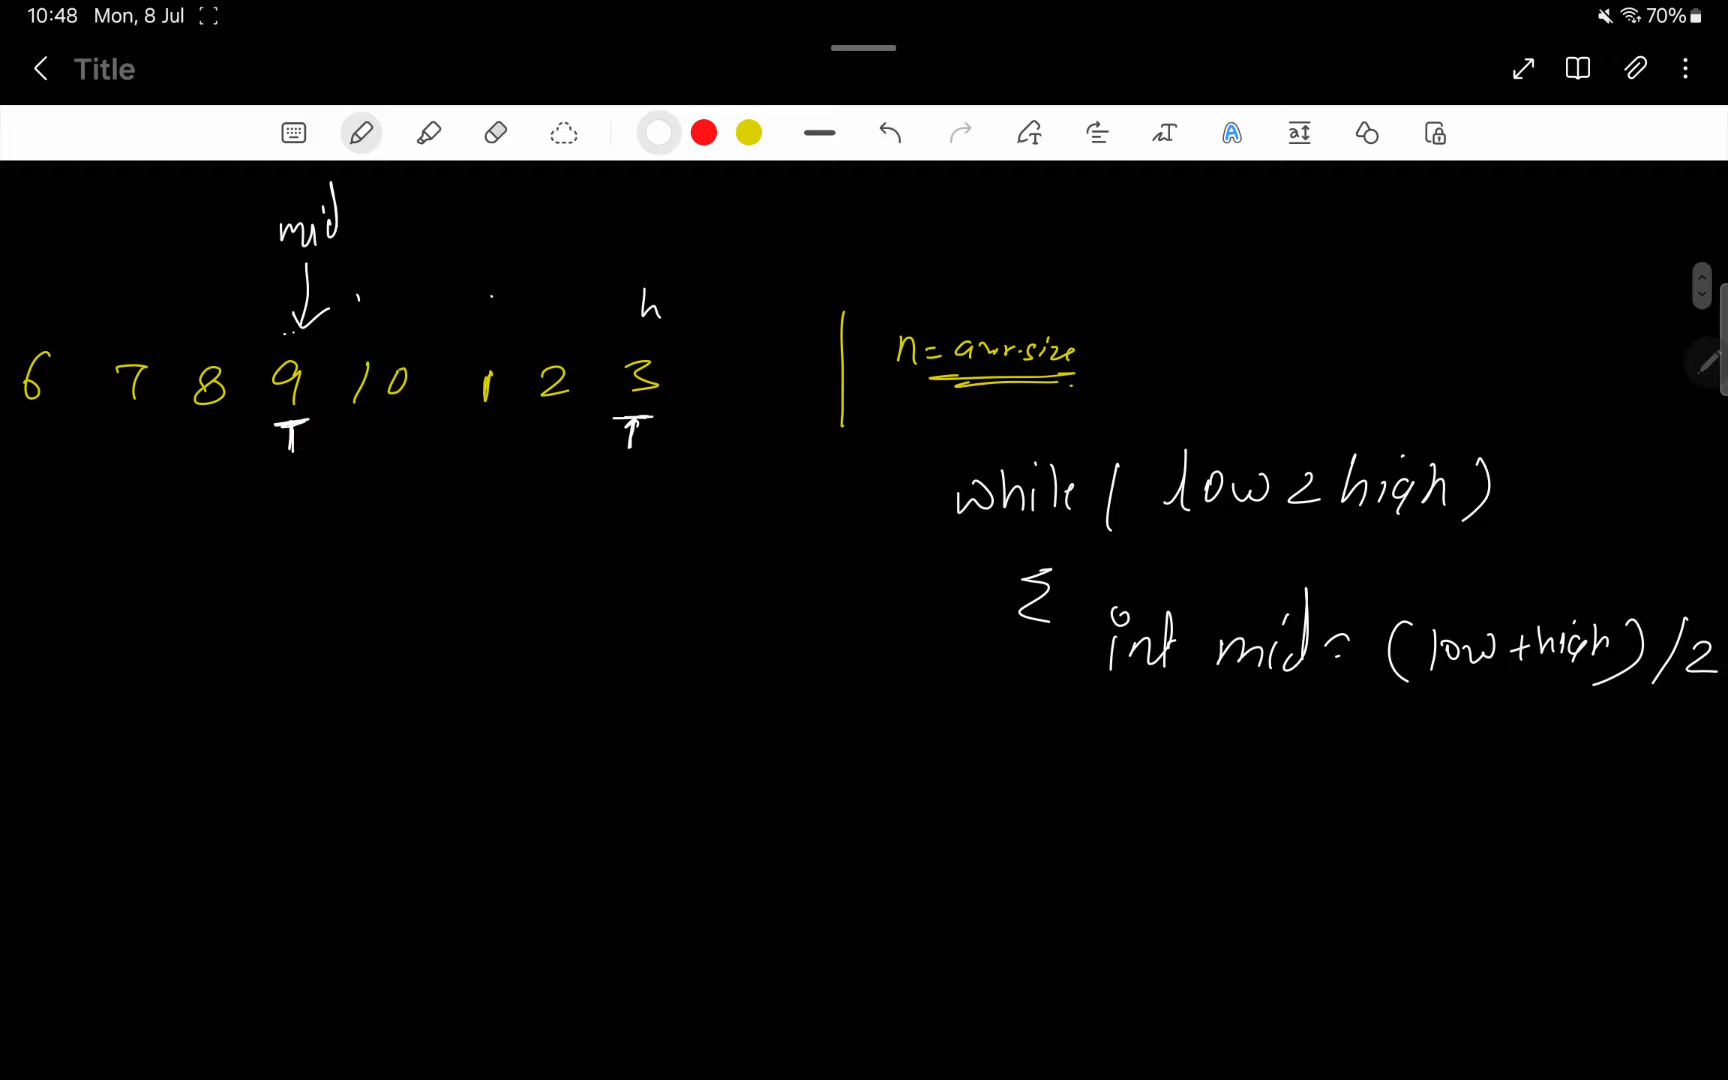 10:48 Mon, 8 Jul 70%
Title
mid
h
6 7 8 9 10 1 2 3
n = arr.size
while ( low < high )
{
int mid = (low + high) / 2